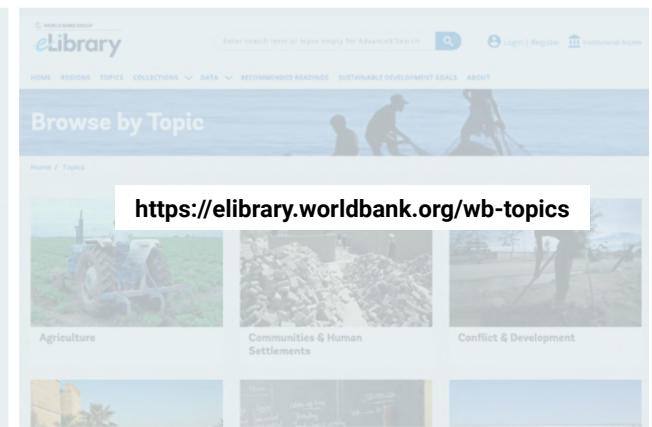 WORLD BANK GROUP
eLibrary
Enter search term or leave empty for Advanced Search
Login | Register
Institutional Access
HOME REGIONS TOPICS COLLECTIONS DATA RECOMMENDED READINGS SUSTAINABLE DEVELOPMENT GOALS ABOUT
Browse by Topic
Home / Topics
https://elibrary.worldbank.org/wb-topics
Agriculture
Communities & Human
Settlements
Conflict & Development